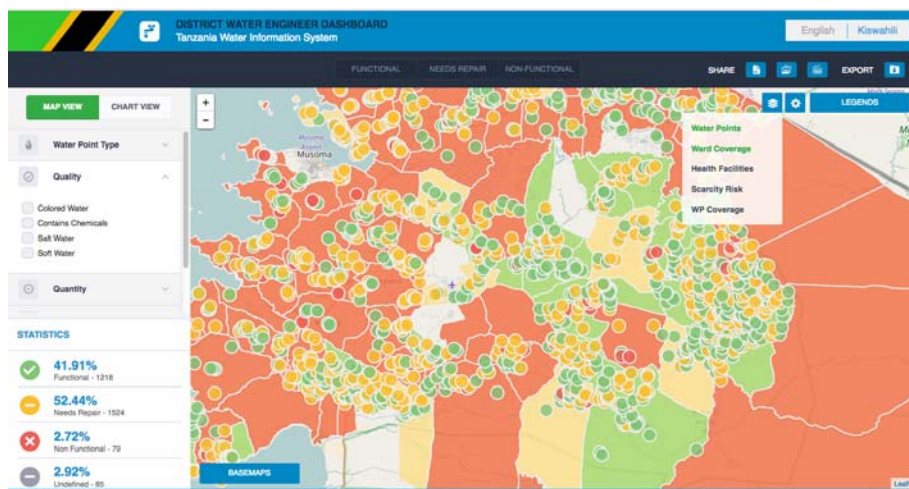 DISTRICT WATER ENGINEER DASHBOARD
Tanzania Water Information System
English
Kiswahili
FUNCTIONAL
NEEDS REPAIR
NON-FUNCTIONAL
SHARE
EXPORT
MAP VIEW
CHART VIEW
+
-
LEGENDS
Water Point Type
Musoma
Water Points
Ward Coverage
Health Facilities
Scarcity Risk
WP Coverage
Quality
Colored Water
Contains Chemicals
Salt Water
Soft Water
Quantity
STATISTICS
41.91%
Functional - 1218
52.44%
Needs Repair - 1524
2.72%
Non Functional - 79
2.92%
Undefined - 85
BASEMAPS
Leaf